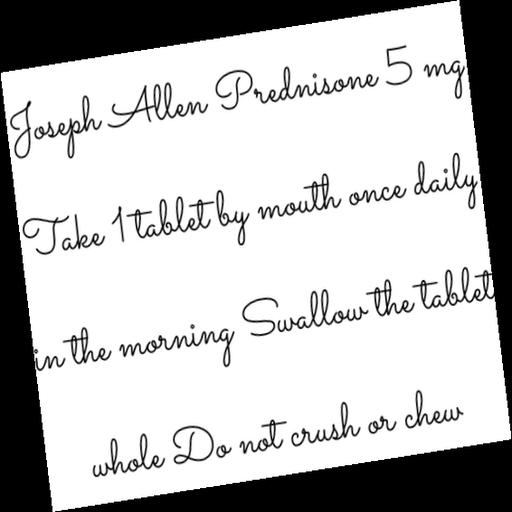 Joseph Allen Prednisone 5 mg
Take 1 tablet by mouth once daily
in the morning Swallow the tablet
whole Do not crush or chew